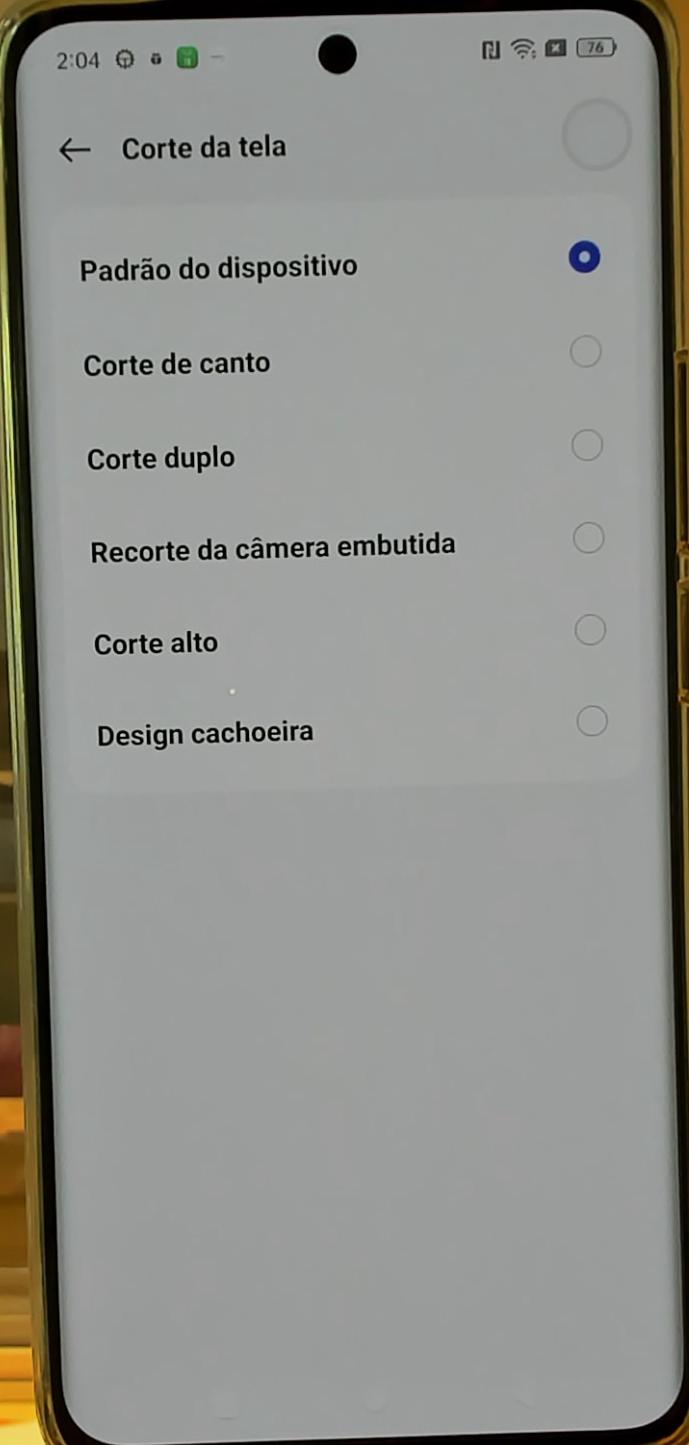 2:04
76
Corte da tela
Padrão do dispositivo
Corte de canto
Corte duplo
Recorte da câmera embutida
Corte alto
Design cachoeira